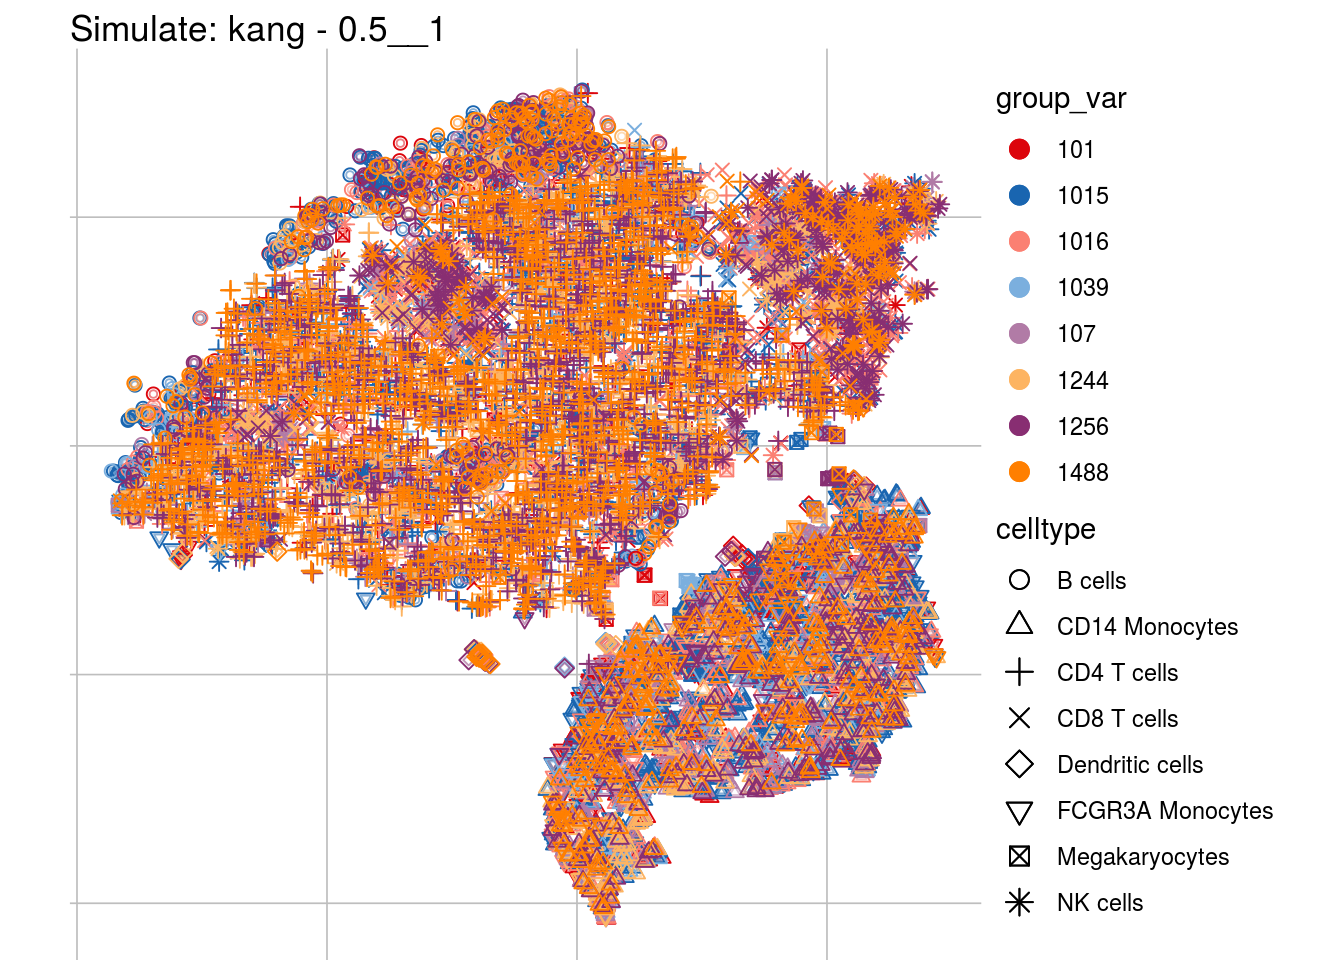 Simulate: kang - 0.5__1
group_var
101
1015
1016
1039
107
1244
1256
1488
celltype
B cells
CD14 Monocytes
CD4 T cells
CD8 T cells
Dendritic cells
FCGR3A Monocytes
Megakaryocytes
NK cells